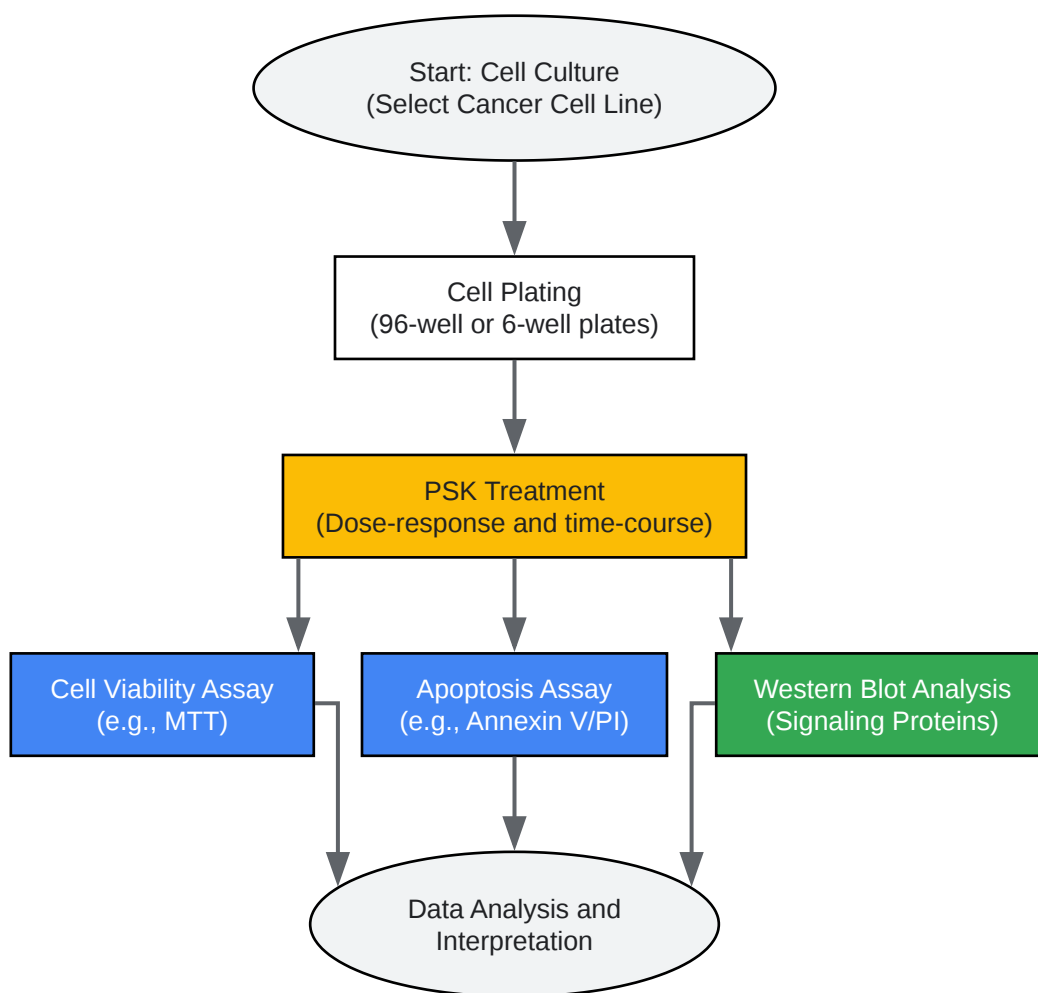 Start: Cell Culture
(Select Cancer Cell Line)
Cell Plating
(96-well or 6-well plates)
PSK Treatment
(Dose-response and time-course)
Cell Viability Assay
(e.g., MTT)
Apoptosis Assay
(e.g., Annexin V/PI)
Western Blot Analysis
(Signaling Proteins)
Data Analysis and
Interpretation